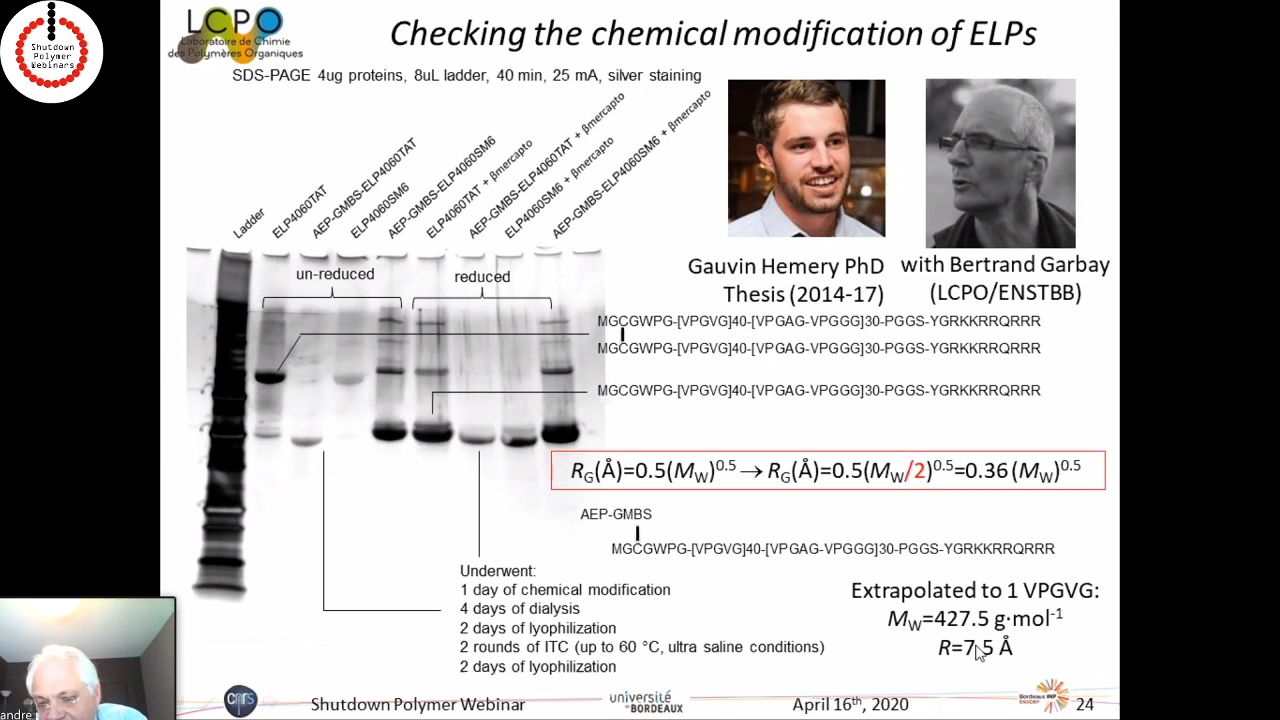 Shutdown
Polymer
Webinars
LCPO
Laboratoire de Chimie
des Polymères Organiques
Checking the chemical modification of ELPs
SDS-PAGE 4ug proteins, 8uL ladder, 40 min, 25 mA, silver staining
Ladder
ELP4060TAT
AEP-GMBS-ELP4060TAT
ELP4060SM6
AEP-GMBS-ELP4060SM6
ELP4060TAT + βmercapto
AEP-GMBS-ELP4060TAT + βmercapto
ELP4060SM6 + βmercapto
AEP-GMBS-ELP4060SM6 + βmercapto
un-reduced
reduced
Gauvin Hemery PhD
Thesis (2014-17)
with Bertrand Garbay
(LCPO/ENSTBB)
MGCGWPG-[VPGVG]40-[VPGAG-VPGGG]30-PGGS-YGRKKRRQRRR
MGCGWPG-[VPGVG]40-[VPGAG-VPGGG]30-PGGS-YGRKKRRQRRR
MGCGWPG-[VPGVG]40-[VPGAG-VPGGG]30-PGGS-YGRKKRRQRRR
RG(Å)=0.5(MW)0.5→RG(Å)=0.5(MW/2)0.5=0.36(MW)0.5
AEP-GMBS
MGCGWPG-[VPGVG]40-[VPGAG-VPGGG]30-PGGS-YGRKKRRQRRR
Underwent:
1 day of chemical modification
4 days of dialysis
2 days of lyophilization
2 rounds of ITC (up to 60 °C, ultra saline conditions)
2 days of lyophilization
Extrapolated to 1 VPGVG:
MW=427.5 g·mol-1
R=7.5 Å
andre
cnrs
Shutdown Polymer Webinar
université
de BORDEAUX
April 16th, 2020
Bordeaux INP
ENSCBP
24